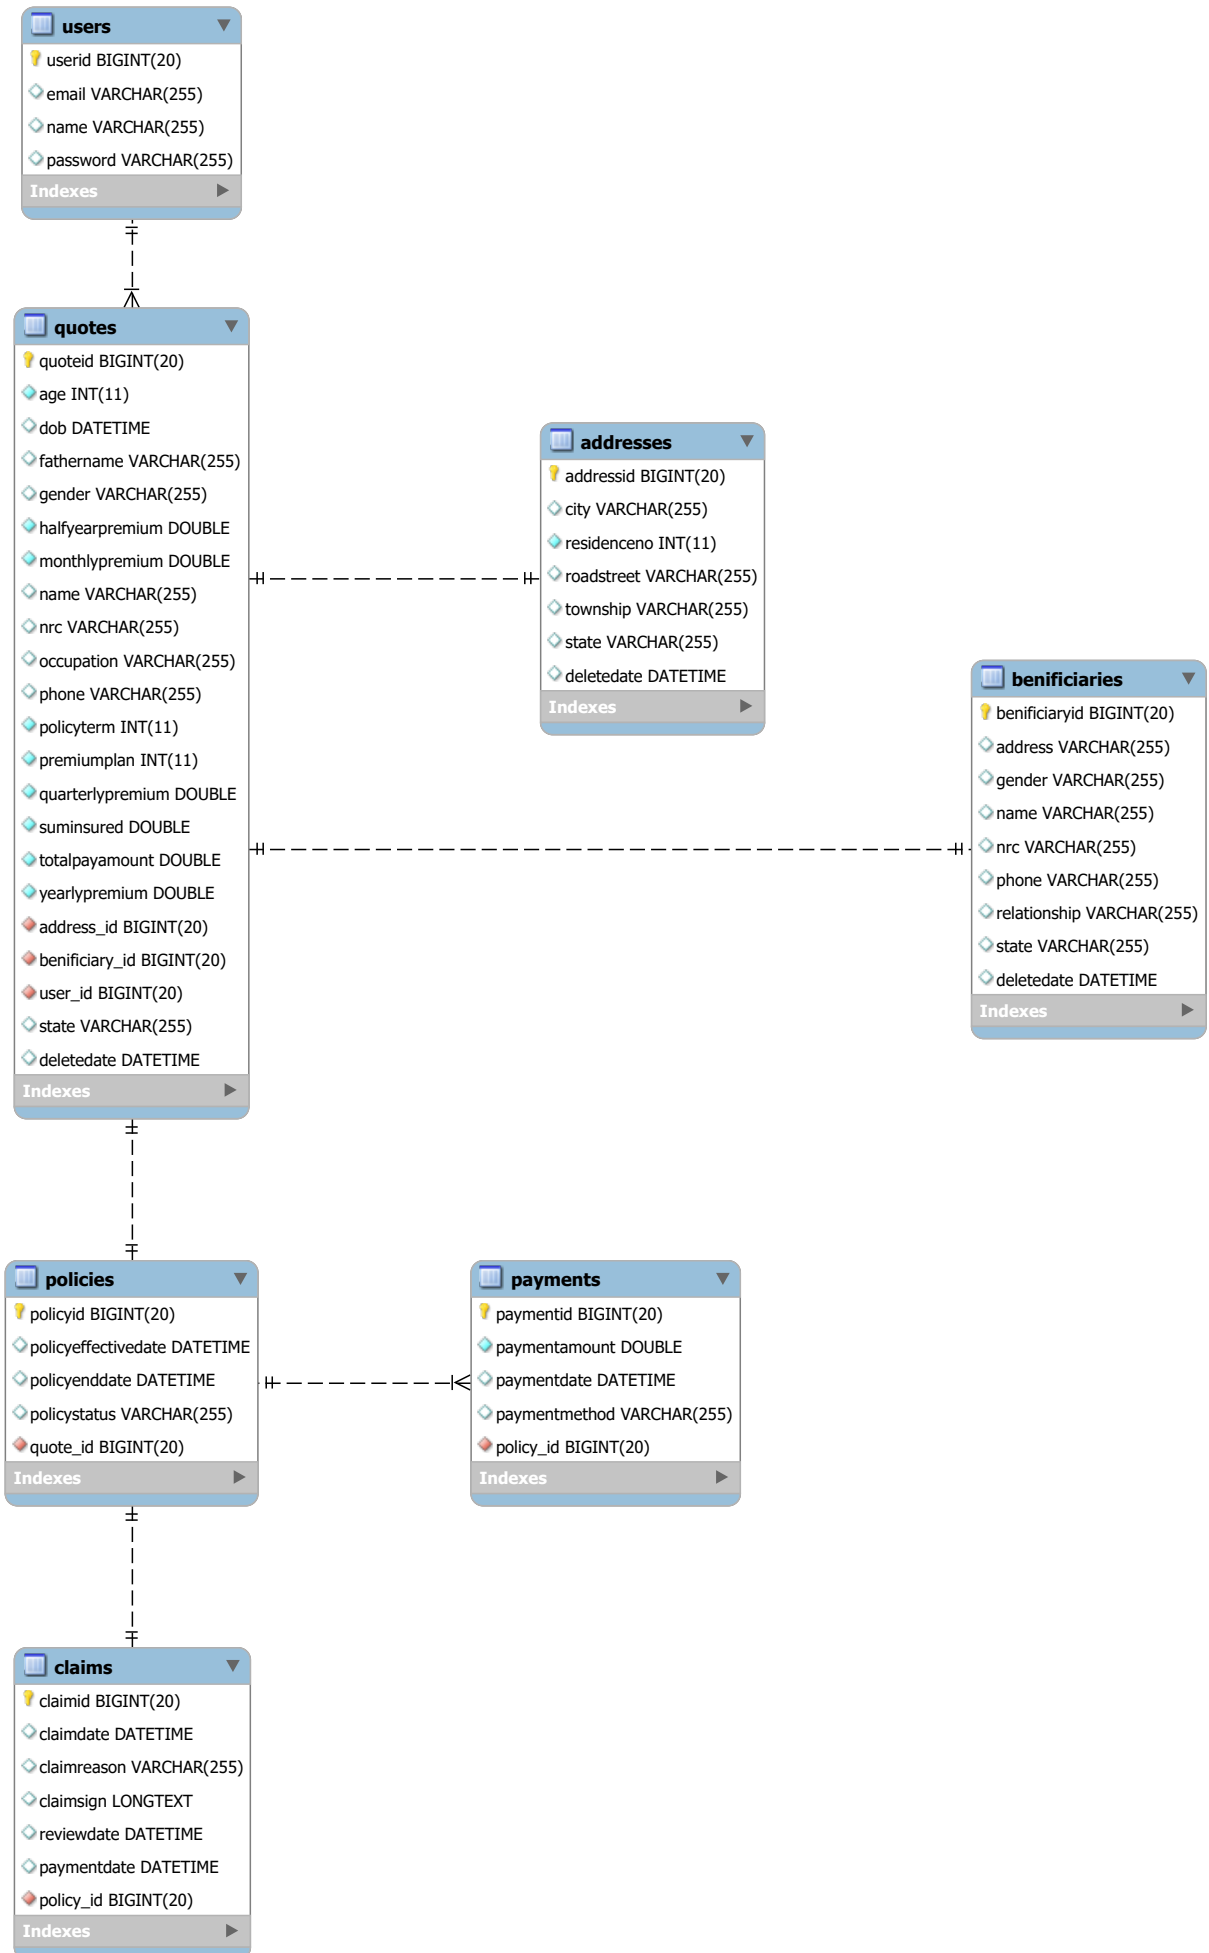 users
userid BIGINT(20)
email VARCHAR(255)
name VARCHAR(255)
password VARCHAR(255)
Indexes
quotes
quoteid BIGINT(20)
age INT(11)
dob DATETIME
fathername VARCHAR(255)
gender VARCHAR(255)
halfyearpremium DOUBLE
monthlypremium DOUBLE
name VARCHAR(255)
nrc VARCHAR(255)
occupation VARCHAR(255)
phone VARCHAR(255)
policyterm INT(11)
premiumplan INT(11)
quarterlypremium DOUBLE
suminsured DOUBLE
totalpayamount DOUBLE
yearlypremium DOUBLE
address_id BIGINT(20)
benificiary_id BIGINT(20)
user_id BIGINT(20)
state VARCHAR(255)
deletedate DATETIME
Indexes
addresses
addressid BIGINT(20)
city VARCHAR(255)
residenceno INT(11)
roadstreet VARCHAR(255)
township VARCHAR(255)
state VARCHAR(255)
deletedate DATETIME
Indexes
benificiaries
benificiaryid BIGINT(20)
address VARCHAR(255)
gender VARCHAR(255)
name VARCHAR(255)
nrc VARCHAR(255)
phone VARCHAR(255)
relationship VARCHAR(255)
state VARCHAR(255)
deletedate DATETIME
Indexes
policies
policyid BIGINT(20)
policyeffectivedate DATETIME
policyenddate DATETIME
policystatus VARCHAR(255)
quote_id BIGINT(20)
Indexes
payments
paymentid BIGINT(20)
paymentamount DOUBLE
paymentdate DATETIME
paymentmethod VARCHAR(255)
policy_id BIGINT(20)
Indexes
claims
claimid BIGINT(20)
claimdate DATETIME
claimreason VARCHAR(255)
claimsign LONGTEXT
reviewdate DATETIME
paymentdate DATETIME
policy_id BIGINT(20)
Indexes